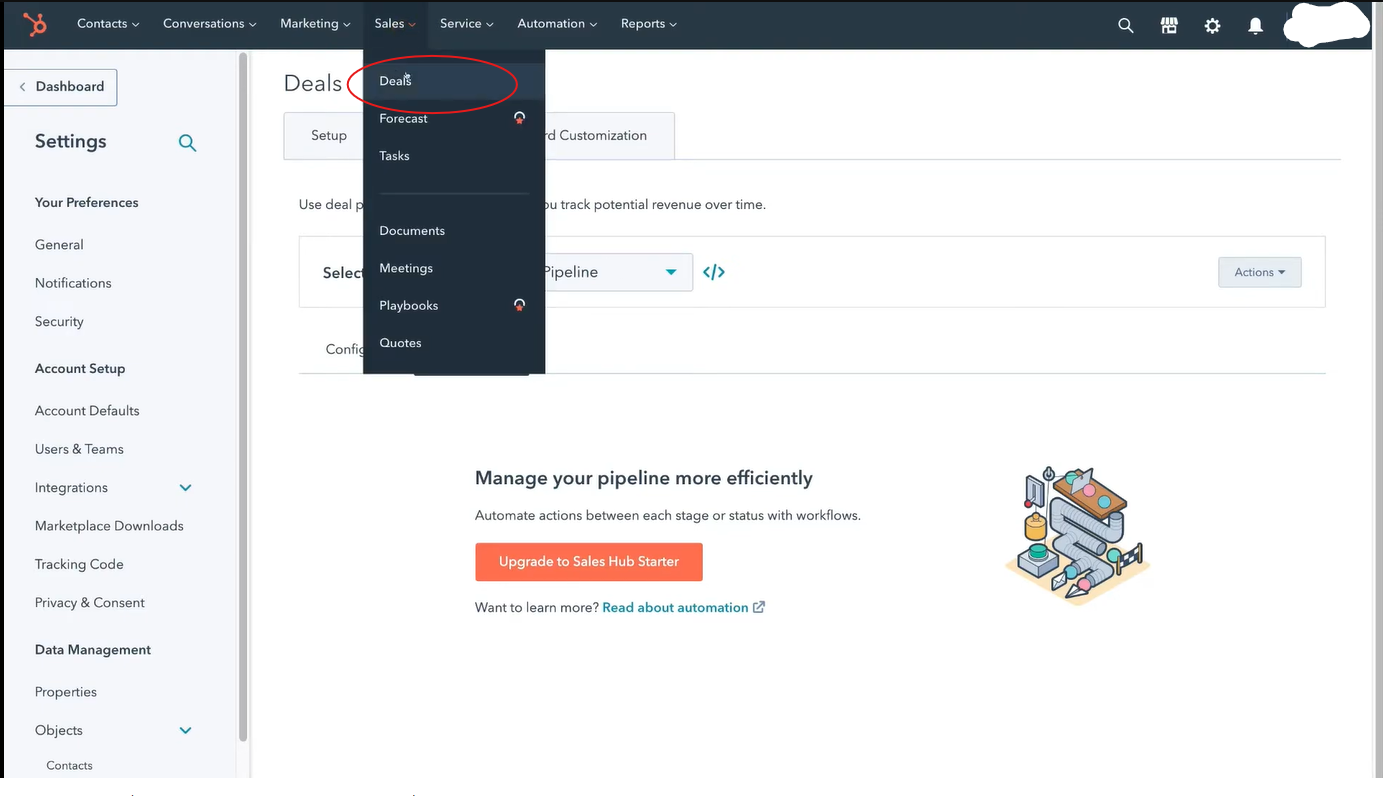 Contacts Conversations Marketing Sales Service Automation Reports
Dashboard
Settings
Your Preferences
General
Notifications
Security
Account Setup
Account Defaults
Users & Teams
Integrations
Marketplace Downloads
Tracking Code
Privacy & Consent
Data Management
Properties
Objects
Contacts
Deals
Forecast
Tasks
Documents
Meetings
Playbooks
Quotes
Deals
Setup
Customization
Use deal
track potential revenue over time.
Select
Pipeline
</>
Actions
Config
Manage your pipeline more efficiently
Automate actions between each stage or status with workflows.
Upgrade to Sales Hub Starter
Want to learn more? Read about automation